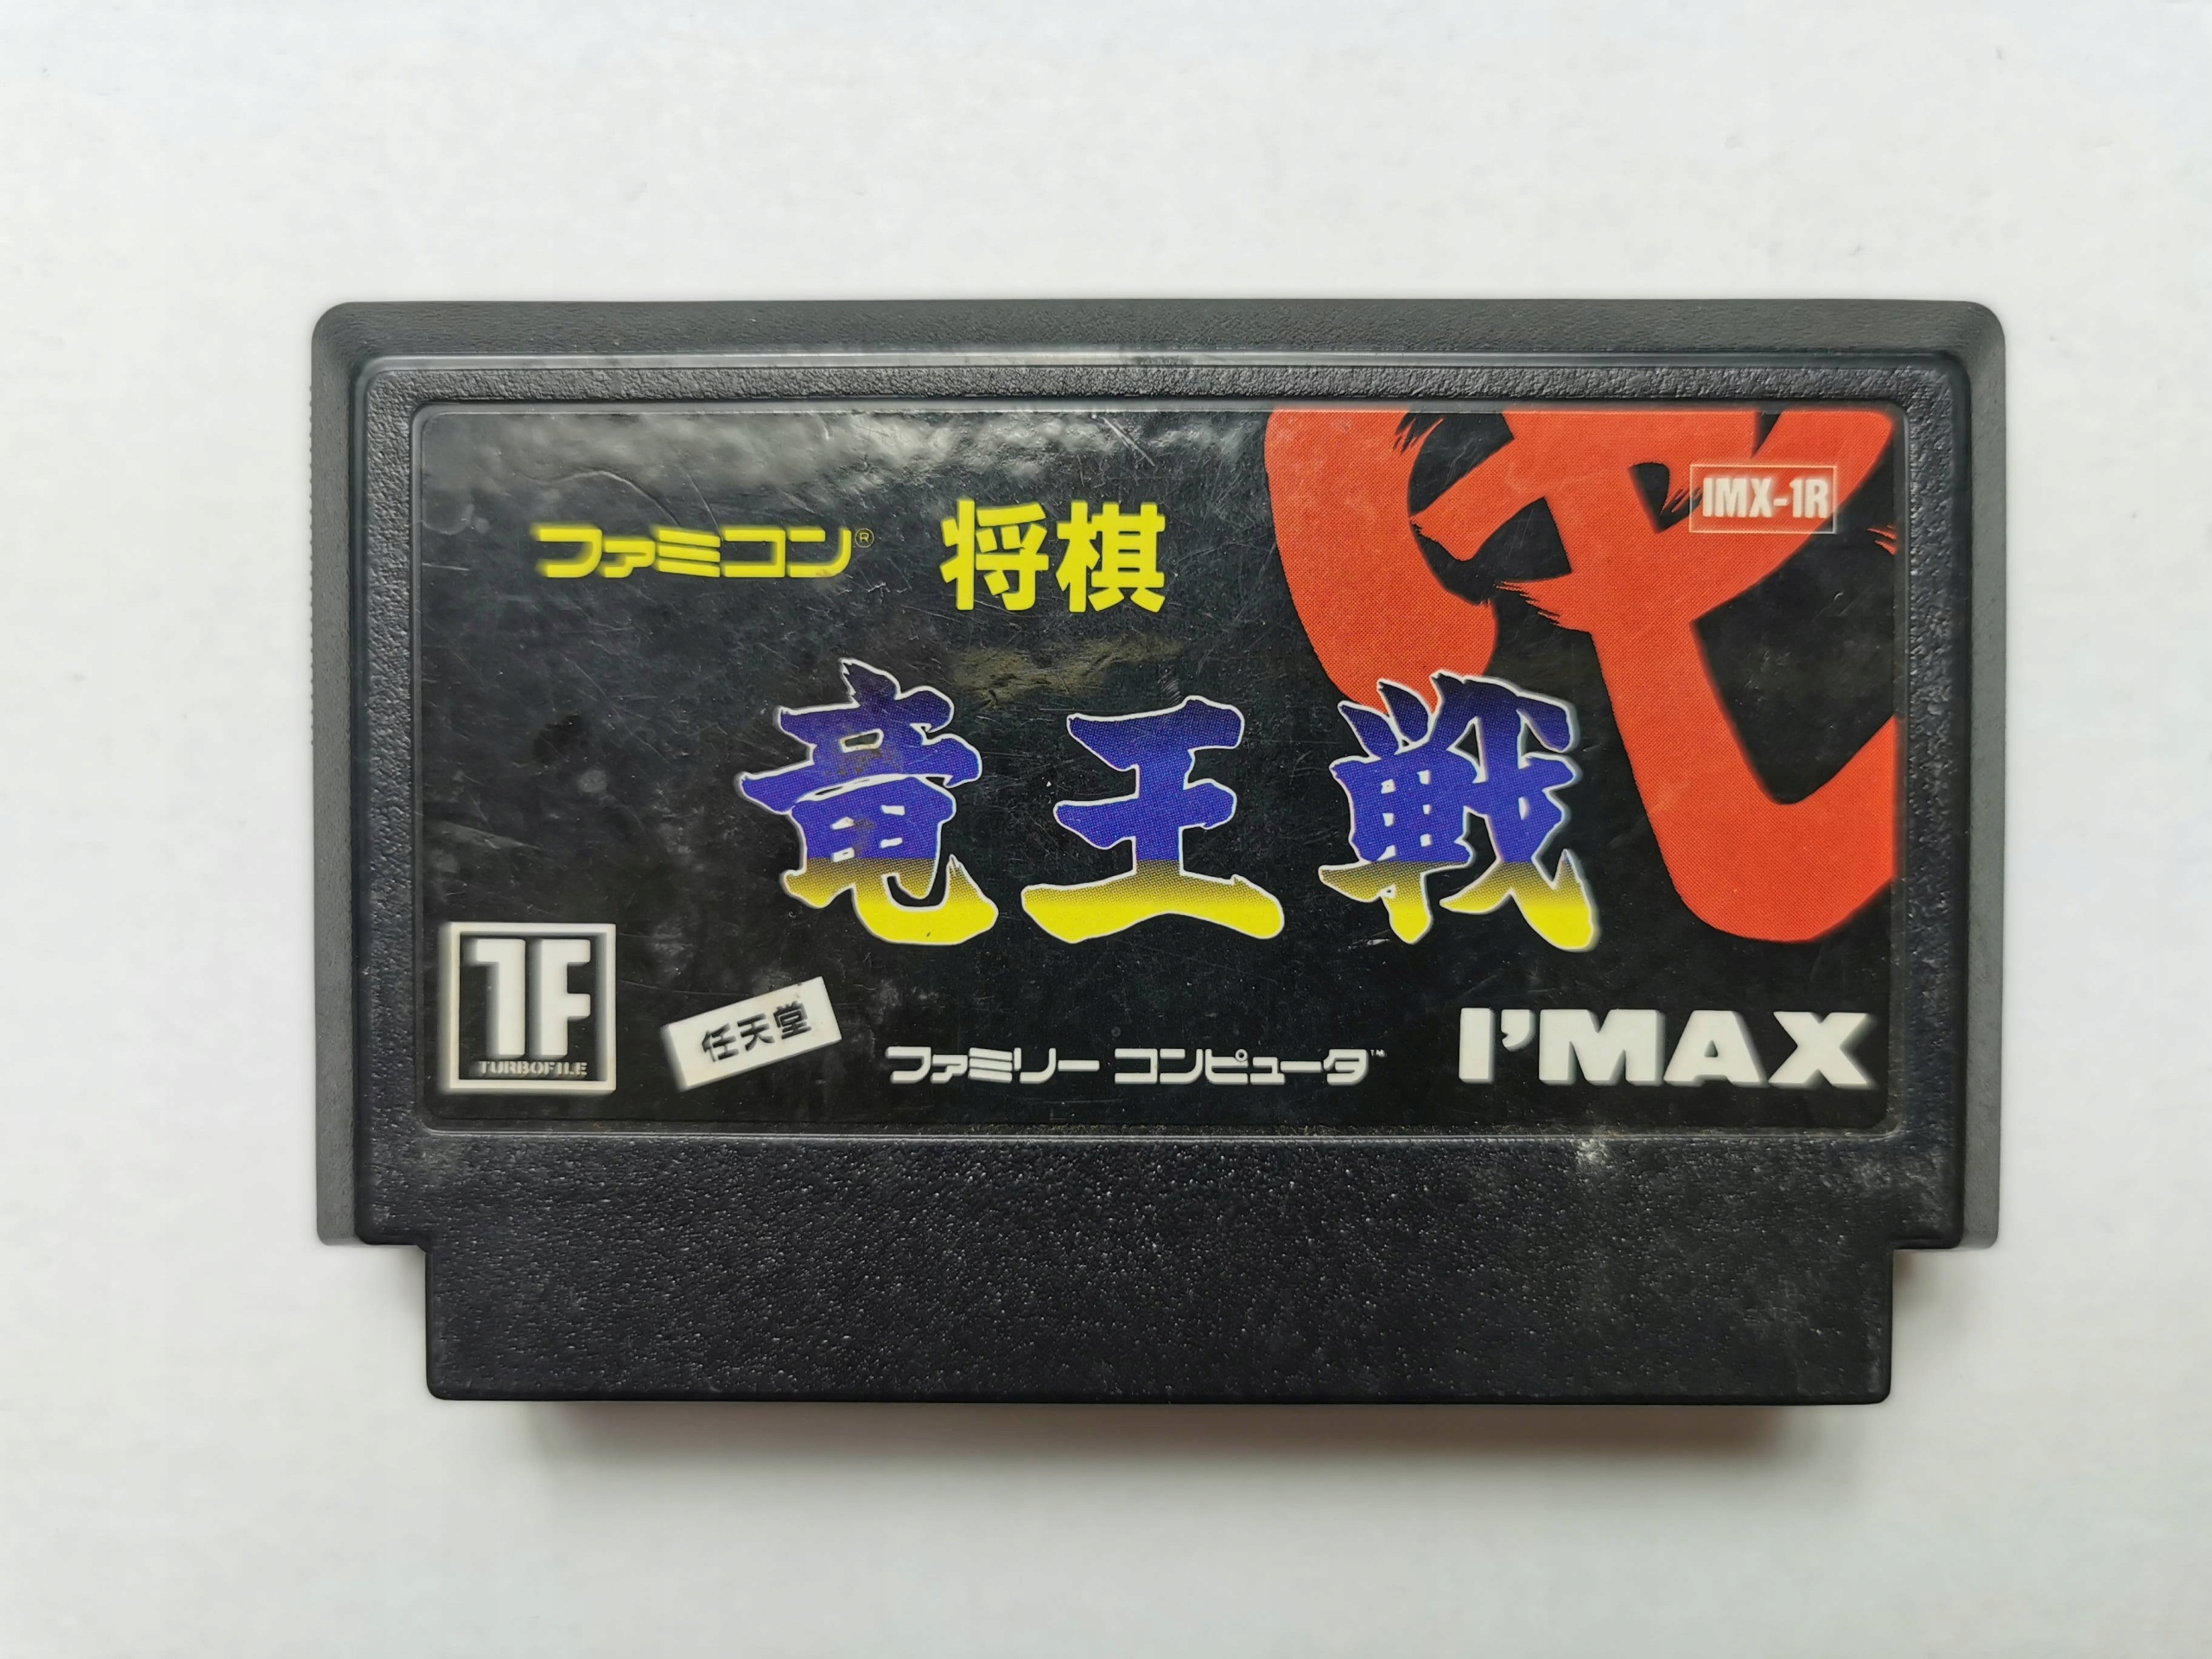 ファミコン® 将棋
IMX-1R
竜王戦
TF
TURBOFILE
任天堂
ファミリー コンピュータ™
I'MAX